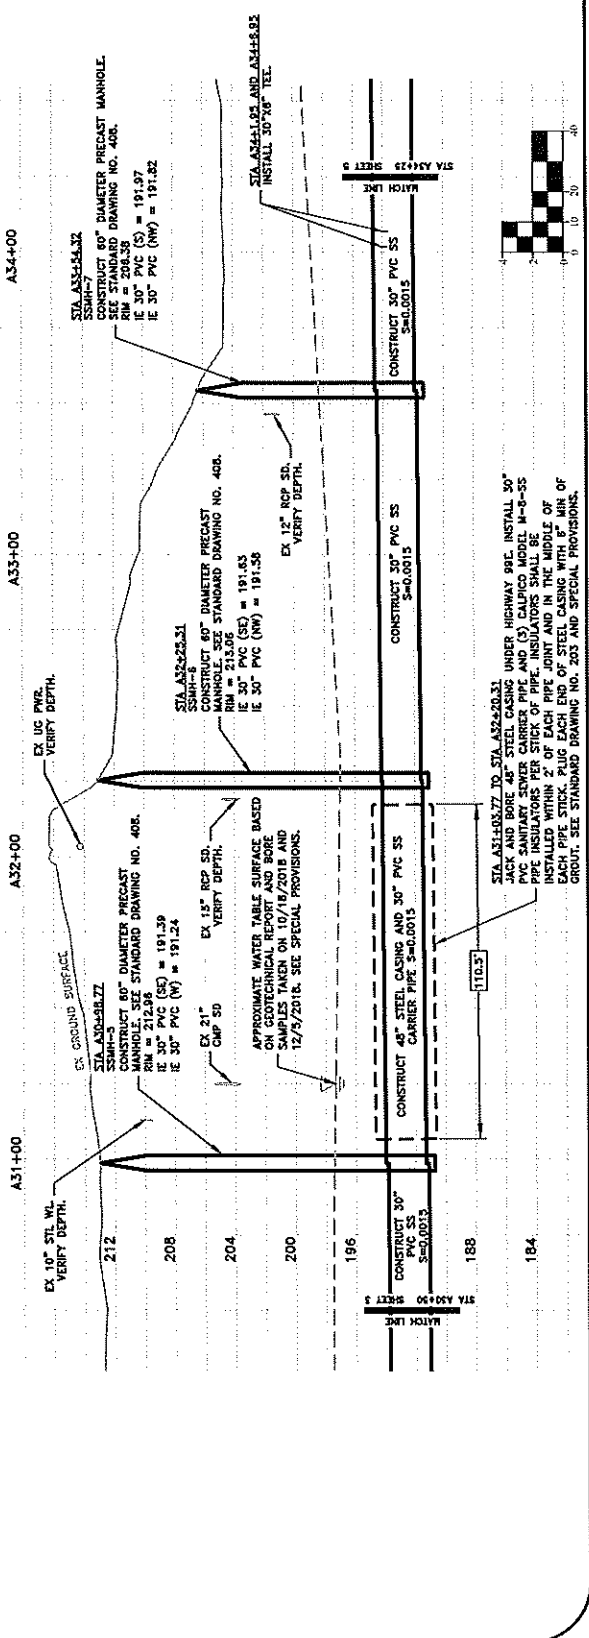 A31+00
A32+00
A33+00
A34+00
EX 10" STL WL.
VERIFY DEPTH.
EX GROUND SURFACE
STA A30+98.77
SSMH-5
CONSTRUCT 60" DIAMETER PRECAST
MANHOLE. SEE STANDARD DRAWING NO. 408.
RIM = 212.96
IE 30" PVC (SE) = 191.39
IE 30" PVC (W) = 191.24
EX UG PWR.
VERIFY DEPTH.
EX 21"
CMP SD
EX 15" RCP SD.
VERIFY DEPTH.
APPROXIMATE WATER TABLE SURFACE BASED
ON GEOTECHNICAL REPORT AND BORE
SAMPLES TAKEN ON 10/18/2018 AND
12/5/2018. SEE SPECIAL PROVISIONS.
STA A32+25.31
SSMH-6
CONSTRUCT 60" DIAMETER PRECAST
MANHOLE. SEE STANDARD DRAWING NO. 408.
RIM = 213.06
IE 30" PVC (SE) = 191.63
IE 30" PVC (NW) = 191.58
EX 12" RCP SD.
VERIFY DEPTH.
STA A33+54.32
SSMH-7
CONSTRUCT 60" DIAMETER PRECAST MANHOLE.
SEE STANDARD DRAWING NO. 408.
RIM = 206.38
IE 30" PVC (S) = 191.97
IE 30" PVC (NW) = 191.82
STA A34+1.95 AND A34+8.95
INSTALL 30"X8" TEE.
212
208
204
200
196
188
184
MATCH LINE
STA A30+50 SHEET 3
CONSTRUCT 30"
PVC SS
S=0.0015
CONSTRUCT 48" STEEL CASING AND 30" PVC SS
CARRIER PIPE S=0.0015
CONSTRUCT 30" PVC SS
S=0.0015
CONSTRUCT 30" PVC SS
S=0.0015
MATCH LINE
STA A34+25 SHEET 5
110.5'
STA A31+03.77 TO STA A32+20.31
JACK AND BORE 48" STEEL CASING UNDER HIGHWAY 99E. INSTALL 30"
PVC SANITARY SEWER CARRIER PIPE AND (3) CALPICO MODEL M-8-SS
PIPE INSULATORS PER STICK OF PIPE. INSULATORS SHALL BE
INSTALLED WITHIN 2' OF EACH PIPE JOINT AND IN THE MIDDLE OF
EACH PIPE STICK. PLUG EACH END OF STEEL CASING WITH 6" MIN OF
GROUT. SEE STANDARD DRAWING NO. 203 AND SPECIAL PROVISIONS.
4
2
0
0 10 20 40